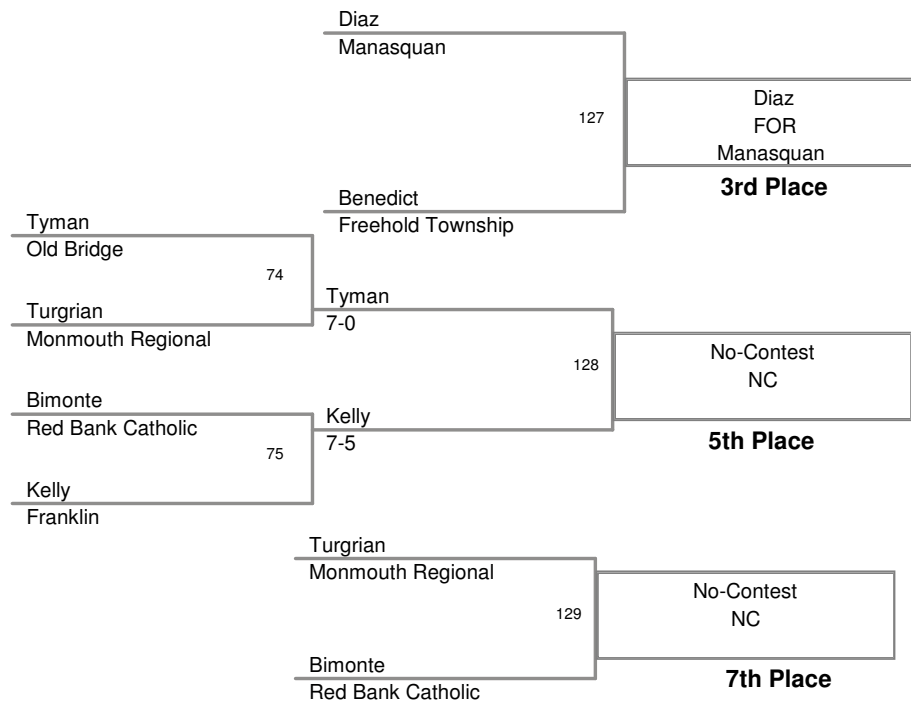 Diaz
Manasquan
127
Diaz
FOR
Manasquan
3rd Place
Benedict
Freehold Township
Tyman
Old Bridge
74
Turgrian
Monmouth Regional
Tyman
7-0
128
No-Contest
NC
5th Place
Bimonte
Red Bank Catholic
75
Kelly
7-5
Kelly
Franklin
Turgrian
Monmouth Regional
129
No-Contest
NC
7th Place
Bimonte
Red Bank Catholic